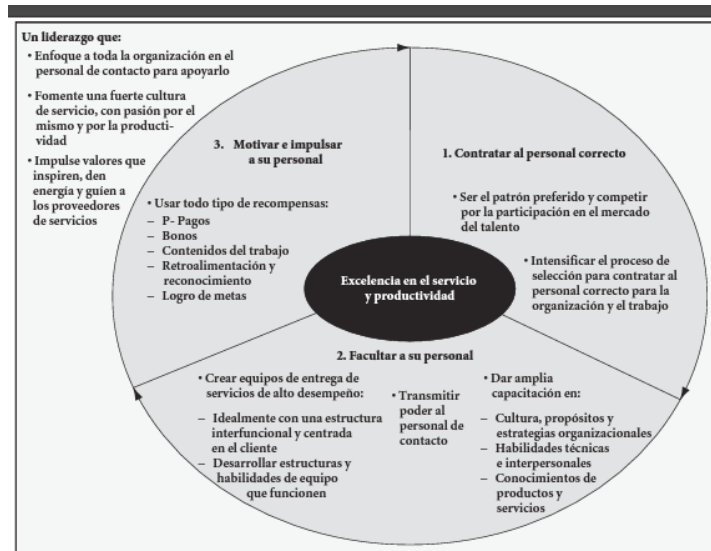 Un liderazgo que:
• Enfoque a toda la organización en el
personal de contacto para apoyarlo
• Fomente una fuerte cultura
de servicio, con pasión por el
mismo y por la producti-
vidad
• Impulse valores que
inspiren, den
energía y guíen a
los proveedores
de servicios
3. Motivar e impulsar
a su personal
• Usar todo tipo de recompensas:
– P- Pagos
– Bonos
– Contenidos del trabajo
– Retroalimentación y
reconocimiento
– Logro de metas
1. Contratar al personal correcto
• Ser el patrón preferido y competir
por la participación en el mercado
del talento
• Intensificar el proceso de
selección para contratar al
personal correcto para la
organización y el trabajo
Excelencia en el servicio
y productividad
2. Facultar a su personal
• Crear equipos de entrega de
servicios de alto desempeño:
– Idealmente con una estructura
interfuncional y centrada
en el cliente
– Desarrollar estructuras y
habilidades de equipo
que funcionen
• Transmitir
poder al
personal de
contacto
• Dar amplia
capacitación en:
– Cultura, propósitos y
estrategias organizacionales
– Habilidades técnicas
e interpersonales
– Conocimientos de
productos y
servicios